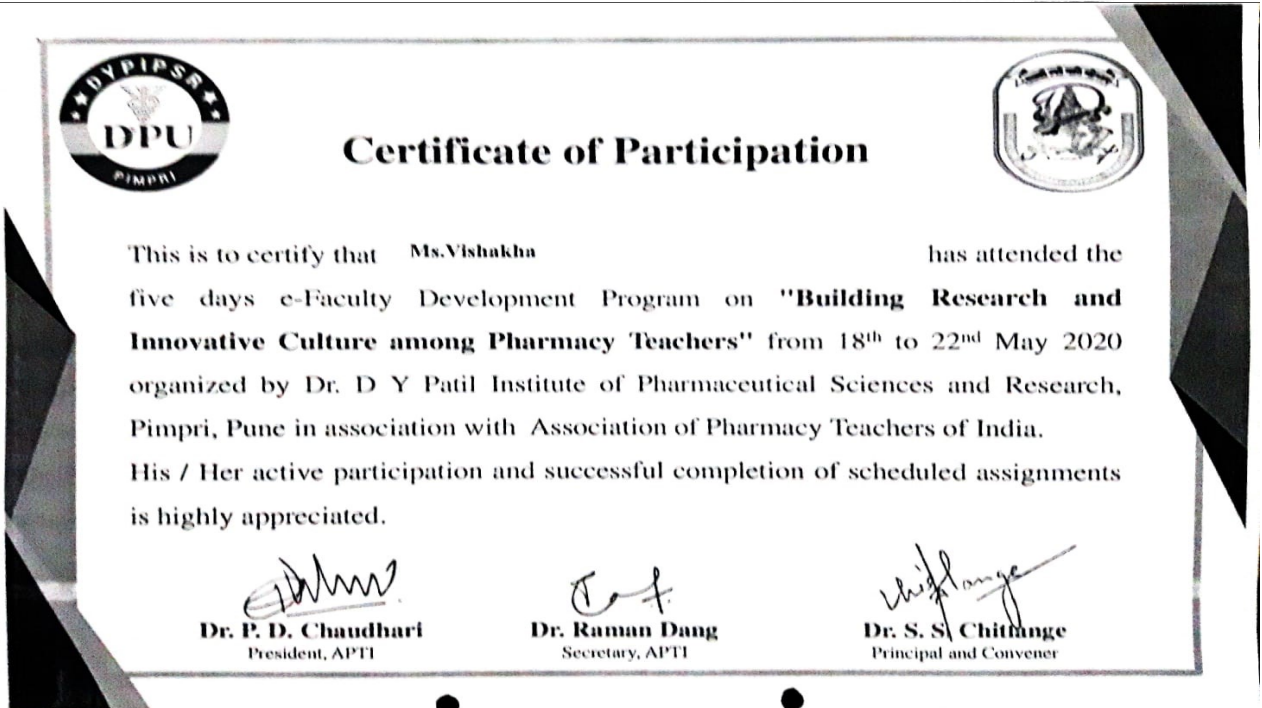 DYPIPSR
DPU
PIMPRI
Certificate of Participation
This is to certify that Ms.Vishakha has attended the
five days e-Faculty Development Program on "Building Research and
Innovative Culture among Pharmacy Teachers" from 18th to 22nd May 2020
organized by Dr. D Y Patil Institute of Pharmaceutical Sciences and Research,
Pimpri, Pune in association with Association of Pharmacy Teachers of India.
His / Her active participation and successful completion of scheduled assignments
is highly appreciated.
Dr. P. D. Chaudhari Dr. Raman Dang Dr. S. S. Chitlange
President, APTI Secretary, APTI Principal and Convener